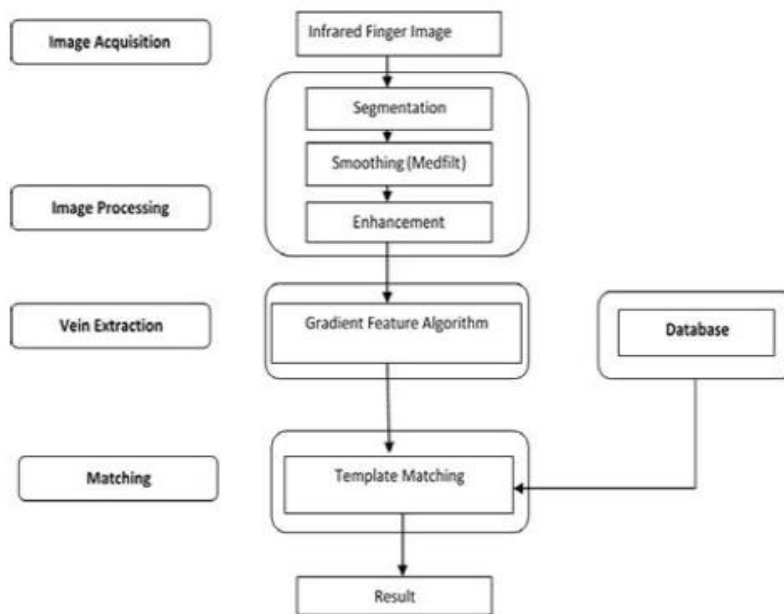 Image Acquisition
Infrared Finger Image
Segmentation
Smoothing (Medfilt)
Image Processing
Enhancement
Vein Extraction
Gradient Feature Algorithm
Database
Matching
Template Matching
Result